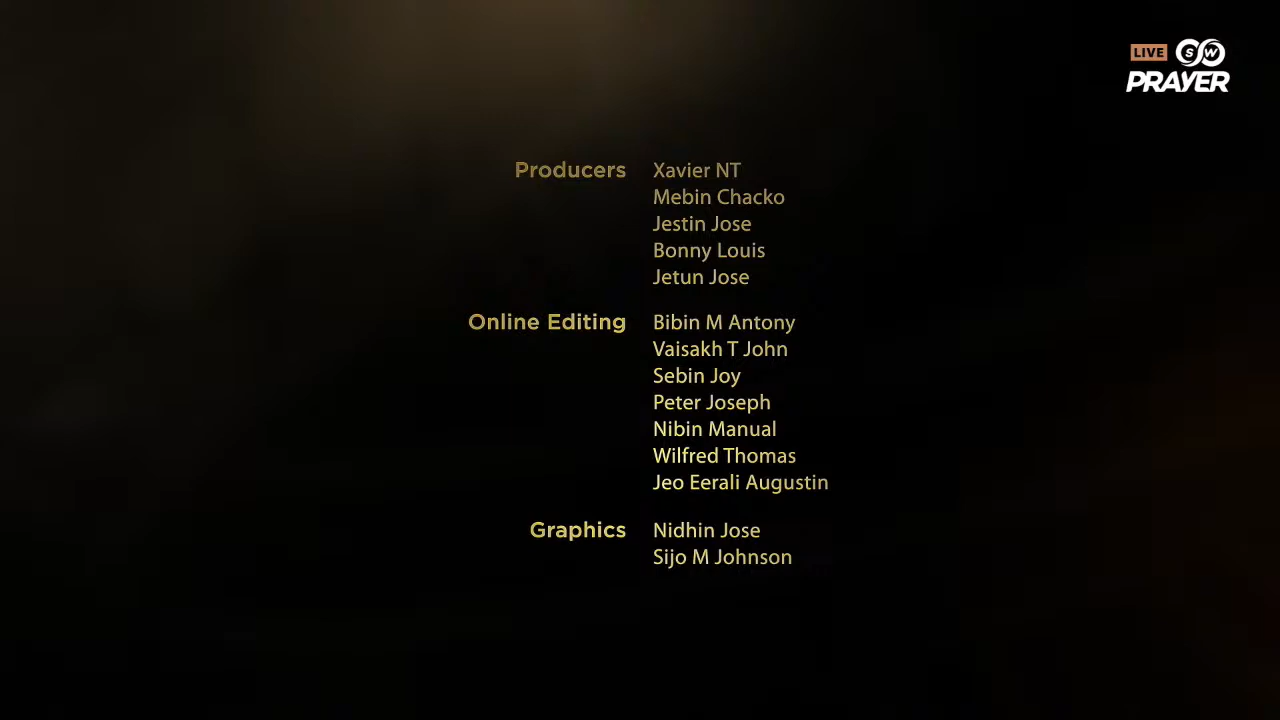 LIVE SW
PRAYER
Producers Xavier NT
Mebin Chacko
Jestin Jose
Bonny Louis
Jetun Jose
Online Editing Bibin M Antony
Vaisakh T John
Sebin Joy
Peter Joseph
Nibin Manual
Wilfred Thomas
Jeo Eerali Augustin
Graphics Nidhin Jose
Sijo M Johnson